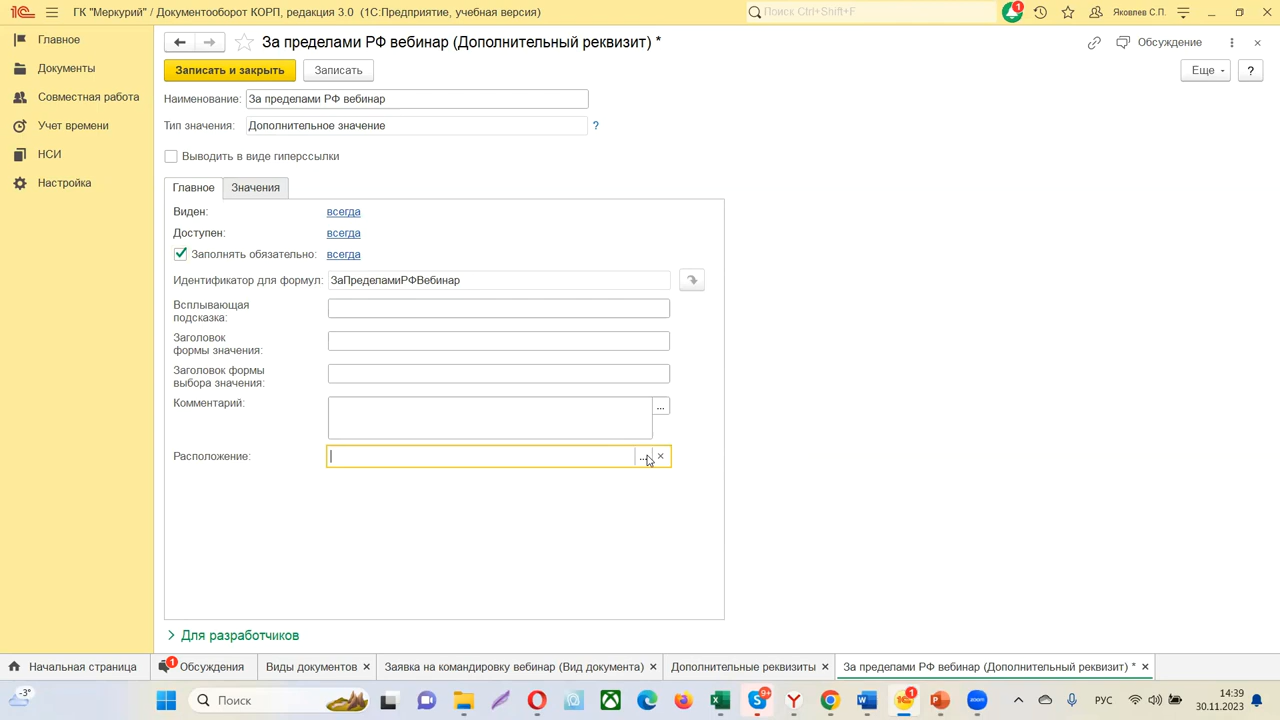 ГК "Меркурий" / Документооборот КОРП, редакция 3.0 (1С:Предприятие, учебная версия)
Поиск Ctrl+Shift+F
1
Яковлев С.П.
Главное
Документы
Совместная работа
Учет времени
НСИ
Настройка
За пределами РФ вебинар (Дополнительный реквизит) *
Обсуждение
Записать и закрыть
Записать
Еще
?
Наименование: За пределами РФ вебинар
Тип значения: Дополнительное значение ?
Выводить в виде гиперссылки
Главное Значения
Виден: всегда
Доступен: всегда
Заполнять обязательно: всегда
Идентификатор для формул: ЗаПределамиРФВебинар
Всплывающая
подсказка:
Заголовок
формы значения:
Заголовок формы
выбора значения:
Комментарий:
...
Расположение:
...
Для разработчиков
Начальная страница
1 Обсуждения
Виды документов
Заявка на командировку вебинар (Вид документа)
Дополнительные реквизиты
За пределами РФ вебинар (Дополнительный реквизит) *
-3°
Поиск
9+
1
zoom
РУС
14:39
30.11.2023